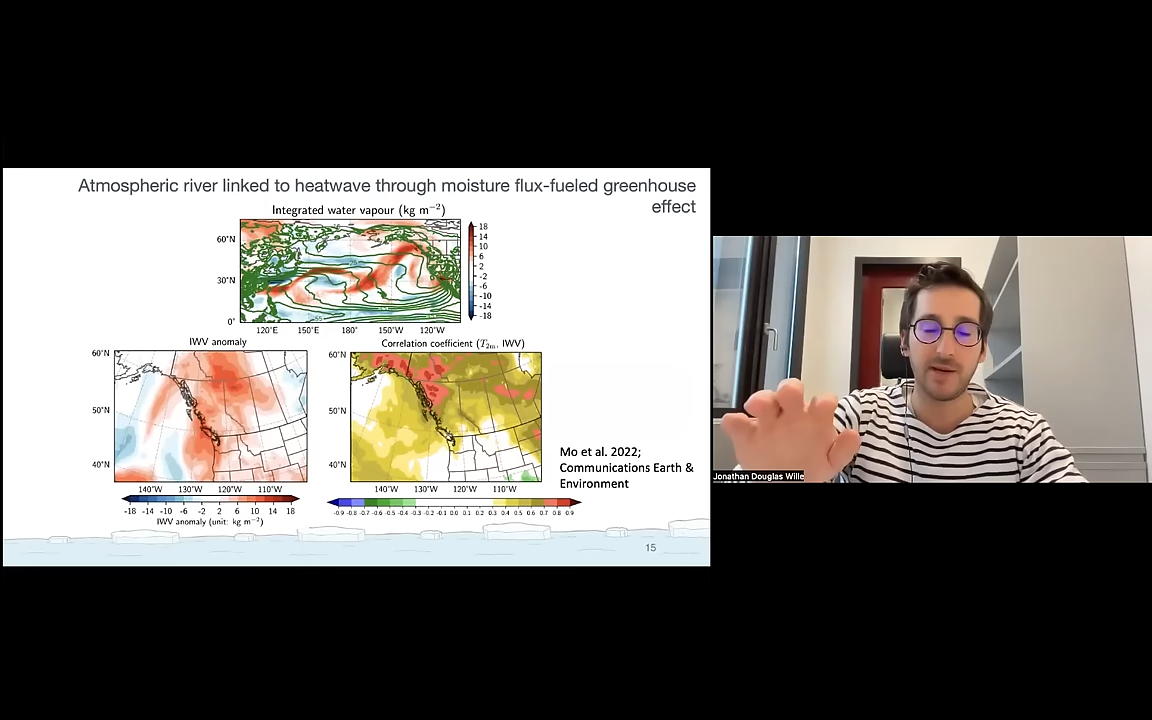 Atmospheric river linked to heatwave through moisture flux-fueled greenhouse
effect
Integrated water vapour (kg m⁻²)
60°N
30°N
0°
120°E 150°E 180° 150°W 120°W
18
14
10
6
2
-2
-6
-10
-14
-18
IWV anomaly
60°N
50°N
40°N
140°W 130°W 120°W 110°W
-18 -14 -10 -6 -2 2 6 10 14 18
IWV anomaly (unit: kg m⁻²)
Correlation coefficient (T₂ₘ, IWV)
60°N
50°N
40°N
140°W 130°W 120°W 110°W
-0.9 -0.8 -0.7 -0.6 -0.5 -0.4 -0.3 -0.2 -0.1 0.0 0.1 0.2 0.3 0.4 0.5 0.6 0.7 0.8 0.9
Mo et al. 2022;
Communications Earth &
Environment
15
Jonathan Douglas Wille